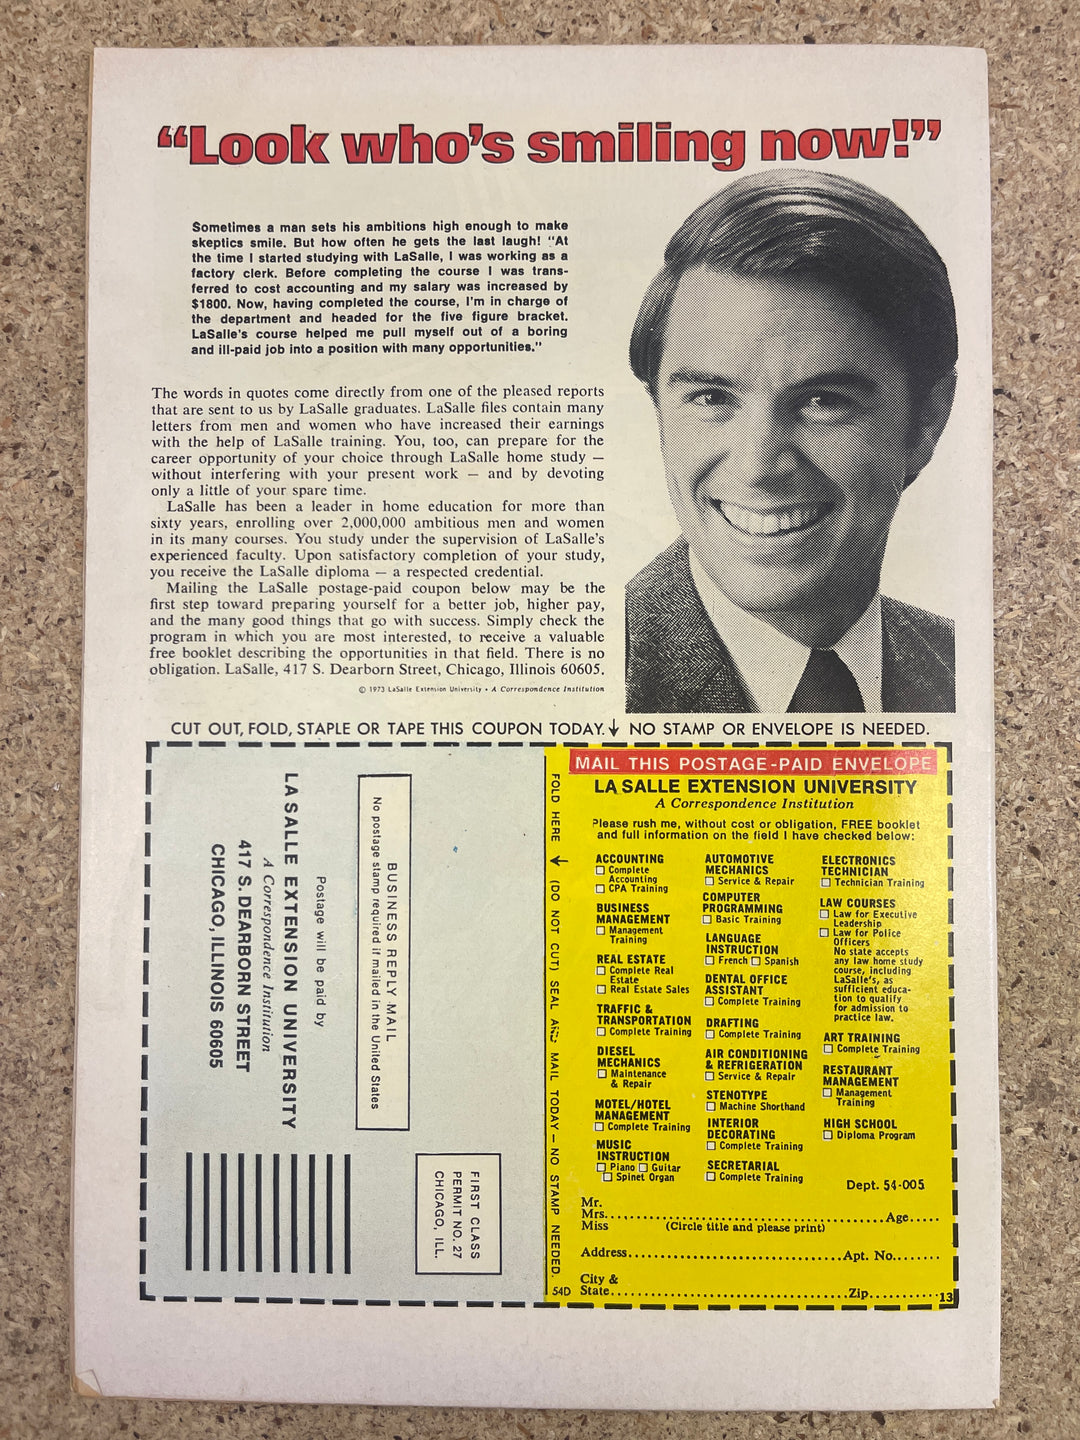 “Look who’s smiling now!”
Sometimes a man sets his ambitions high enough to make
skeptics smile. But how often he gets the last laugh! "At
the time I started studying with LaSalle, I was working as a
factory clerk. Before completing the course I was trans-
ferred to cost accounting and my salary was increased by
$1800. Now, having completed the course, I'm in charge of
the department and headed for the five figure bracket.
LaSalle's course helped me pull myself out of a boring
and ill-paid job into a position with many opportunities."
The words in quotes come directly from one of the pleased reports
that are sent to us by LaSalle graduates. LaSalle files contain many
letters from men and women who have increased their earnings
with the help of LaSalle training. You, too, can prepare for the
career opportunity of your choice through LaSalle home study —
without interfering with your present work — and by devoting
only a little of your spare time.
LaSalle has been a leader in home education for more than
sixty years, enrolling over 2,000,000 ambitious men and women
in its many courses. You study under the supervision of LaSalle's
experienced faculty. Upon satisfactory completion of your study,
you receive the LaSalle diploma — a respected credential.
Mailing the LaSalle postage-paid coupon below may be the
first step toward preparing yourself for a better job, higher pay,
and the many good things that go with success. Simply check the
program in which you are most interested, to receive a valuable
free booklet describing the opportunities in that field. There is no
obligation. LaSalle, 417 S. Dearborn Street, Chicago, Illinois 60605.
© 1973 LaSalle Extension University • A Correspondence Institution
CUT OUT, FOLD, STAPLE OR TAPE THIS COUPON TODAY. ↓ NO STAMP OR ENVELOPE IS NEEDED.
FIRST CLASS
PERMIT NO. 27
CHICAGO, ILL.
BUSINESS REPLY MAIL
No postage stamp required if mailed in the United States
Postage will be paid by
LA SALLE EXTENSION UNIVERSITY
A Correspondence Institution
417 S. DEARBORN STREET
CHICAGO, ILLINOIS 60605
FOLD HERE ↓ (DO NOT CUT) SEAL AND MAIL TODAY — NO STAMP NEEDED.
MAIL THIS POSTAGE-PAID ENVELOPE
LA SALLE EXTENSION UNIVERSITY
A Correspondence Institution
Please rush me, without cost or obligation, FREE booklet
and full information on the field I have checked below:
ACCOUNTING
☐ Complete
Accounting
☐ CPA Training
BUSINESS
MANAGEMENT
☐ Management
Training
REAL ESTATE
☐ Complete Real
Estate
☐ Real Estate Sales
TRAFFIC &
TRANSPORTATION
☐ Complete Training
DIESEL
MECHANICS
☐ Maintenance
& Repair
MOTEL/HOTEL
MANAGEMENT
☐ Complete Training
MUSIC
INSTRUCTION
☐ Piano ☐ Guitar
☐ Spinet Organ
AUTOMOTIVE
MECHANICS
☐ Service & Repair
COMPUTER
PROGRAMMING
☐ Basic Training
LANGUAGE
INSTRUCTION
☐ French ☐ Spanish
DENTAL OFFICE
ASSISTANT
☐ Complete Training
DRAFTING
☐ Complete Training
AIR CONDITIONING
& REFRIGERATION
☐ Service & Repair
STENOTYPE
☐ Machine Shorthand
INTERIOR
DECORATING
☐ Complete Training
SECRETARIAL
☐ Complete Training
ELECTRONICS
TECHNICIAN
☐ Technician Training
LAW COURSES
☐ Law for Executive
Leadership
☐ Law for Police
Officers
No state accepts
any law home study
course, including
LaSalle's, as
sufficient educa-
tion to qualify
for admission to
practice law.
ART TRAINING
☐ Complete Training
RESTAURANT
MANAGEMENT
☐ Management
Training
HIGH SCHOOL
☐ Diploma Program
Dept. 54-005
Mr.
Mrs. Age
Miss (Circle title and please print)
Address Apt. No.
City &
State Zip
54D
13